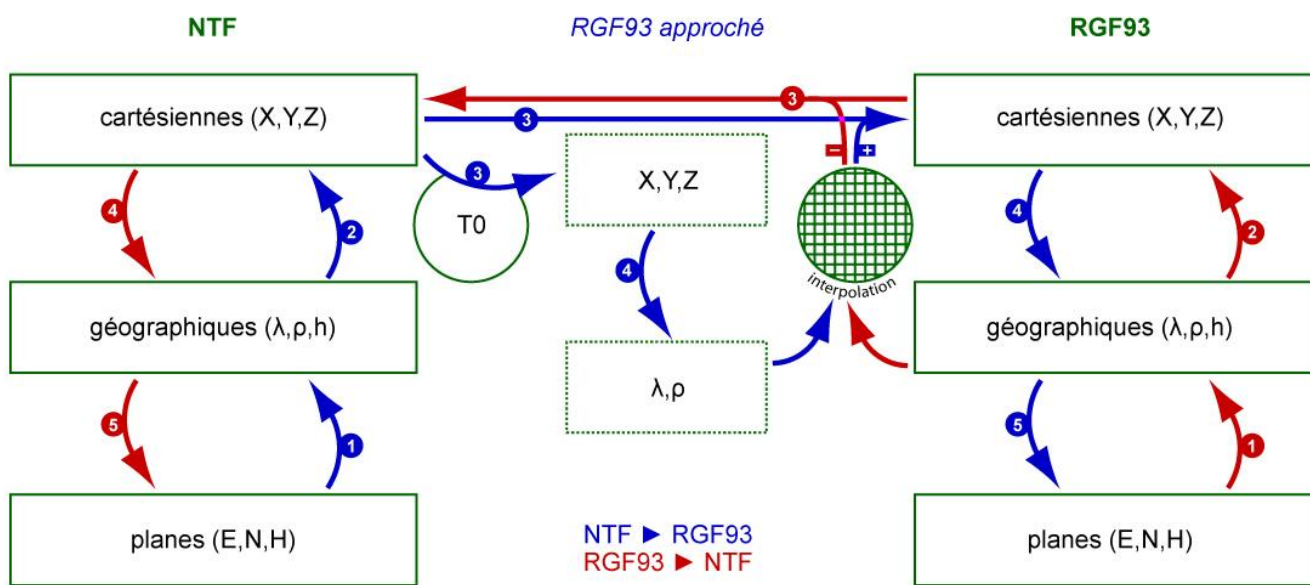 NTF
RGF93 approché
RGF93
cartésiennes (X,Y,Z)
3
3
cartésiennes (X,Y,Z)
− +
3
X,Y,Z
T0
4
2
4
2
4
interpolation
géographiques (λ,ρ,h)
géographiques (λ,ρ,h)
λ,ρ
5
1
5
1
planes (E,N,H)
NTF ► RGF93
RGF93 ► NTF
planes (E,N,H)